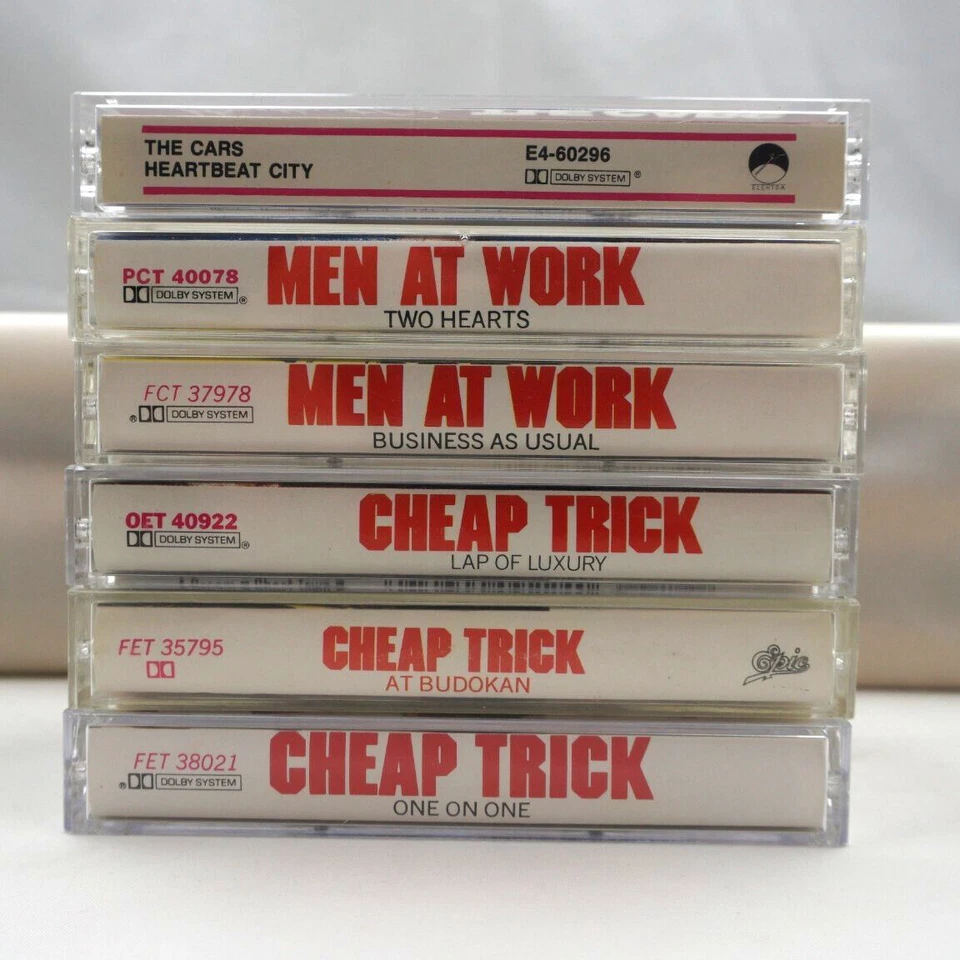 THE CARS
HEARTBEAT CITY
E4-60296
DOLBY SYSTEM ®
ELEKTRA
PCT 40078
DOLBY SYSTEM ®
MEN AT WORK
TWO HEARTS
FCT 37978
® DOLBY SYSTEM
MEN AT WORK
BUSINESS AS USUAL
OET 40922
DOLBY SYSTEM ®
CHEAP TRICK
LAP OF LUXURY
FET 35795
CHEAP TRICK
AT BUDOKAN
Epic
FET 38021
® DOLBY SYSTEM
CHEAP TRICK
ONE ON ONE